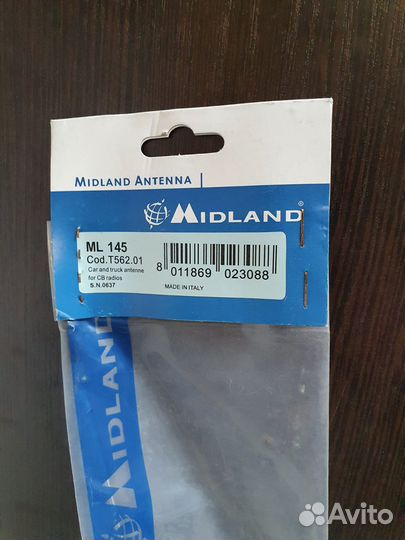 MIDLAND ANTENNA
MIDLAND®
ML 145
Cod.T562.01
Car and truck antenne
for CB radios
S.N.0637
8 011869 023088
MADE IN ITALY
MIDLAND
MIDLAND
Avito